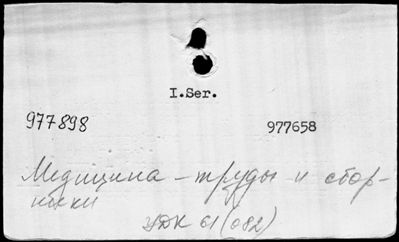 I.Ser.
977898 977658
Медицина - труды и сбор-
ники
УДК 61(082)